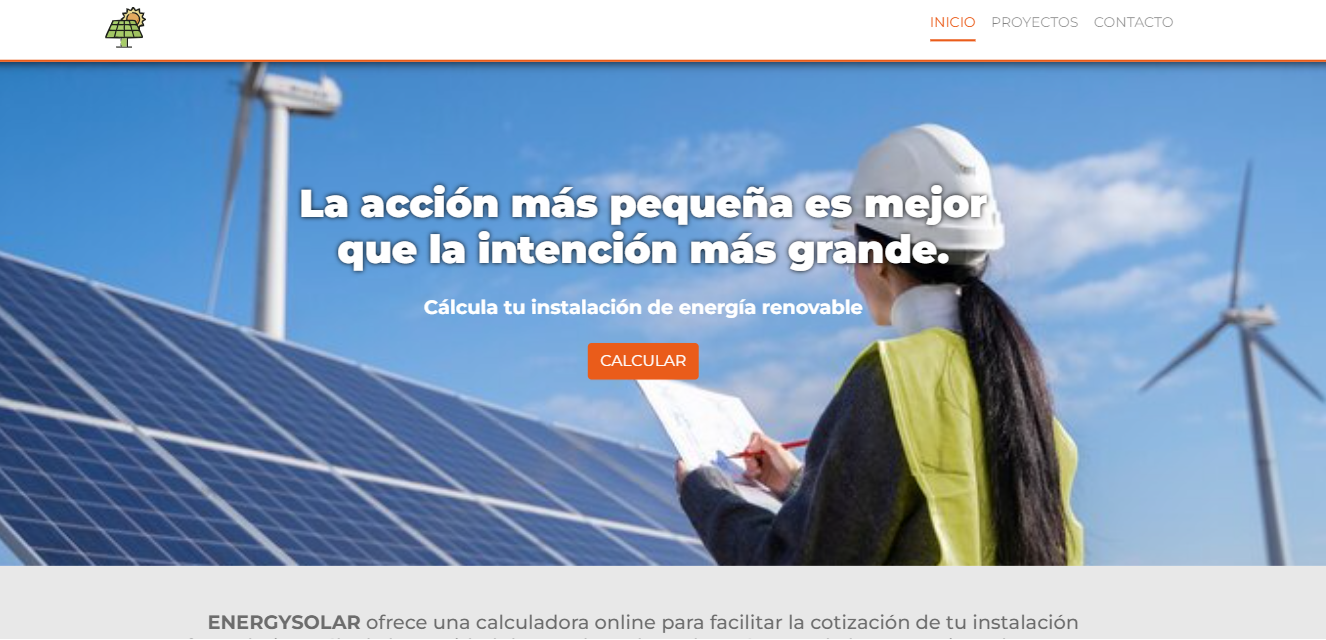 INICIO PROYECTOS CONTACTO
La acción más pequeña es mejor
que la intención más grande.
Cálcula tu instalación de energía renovable
CALCULAR
ENERGYSOLAR ofrece una calculadora online para facilitar la cotización de tu instalación